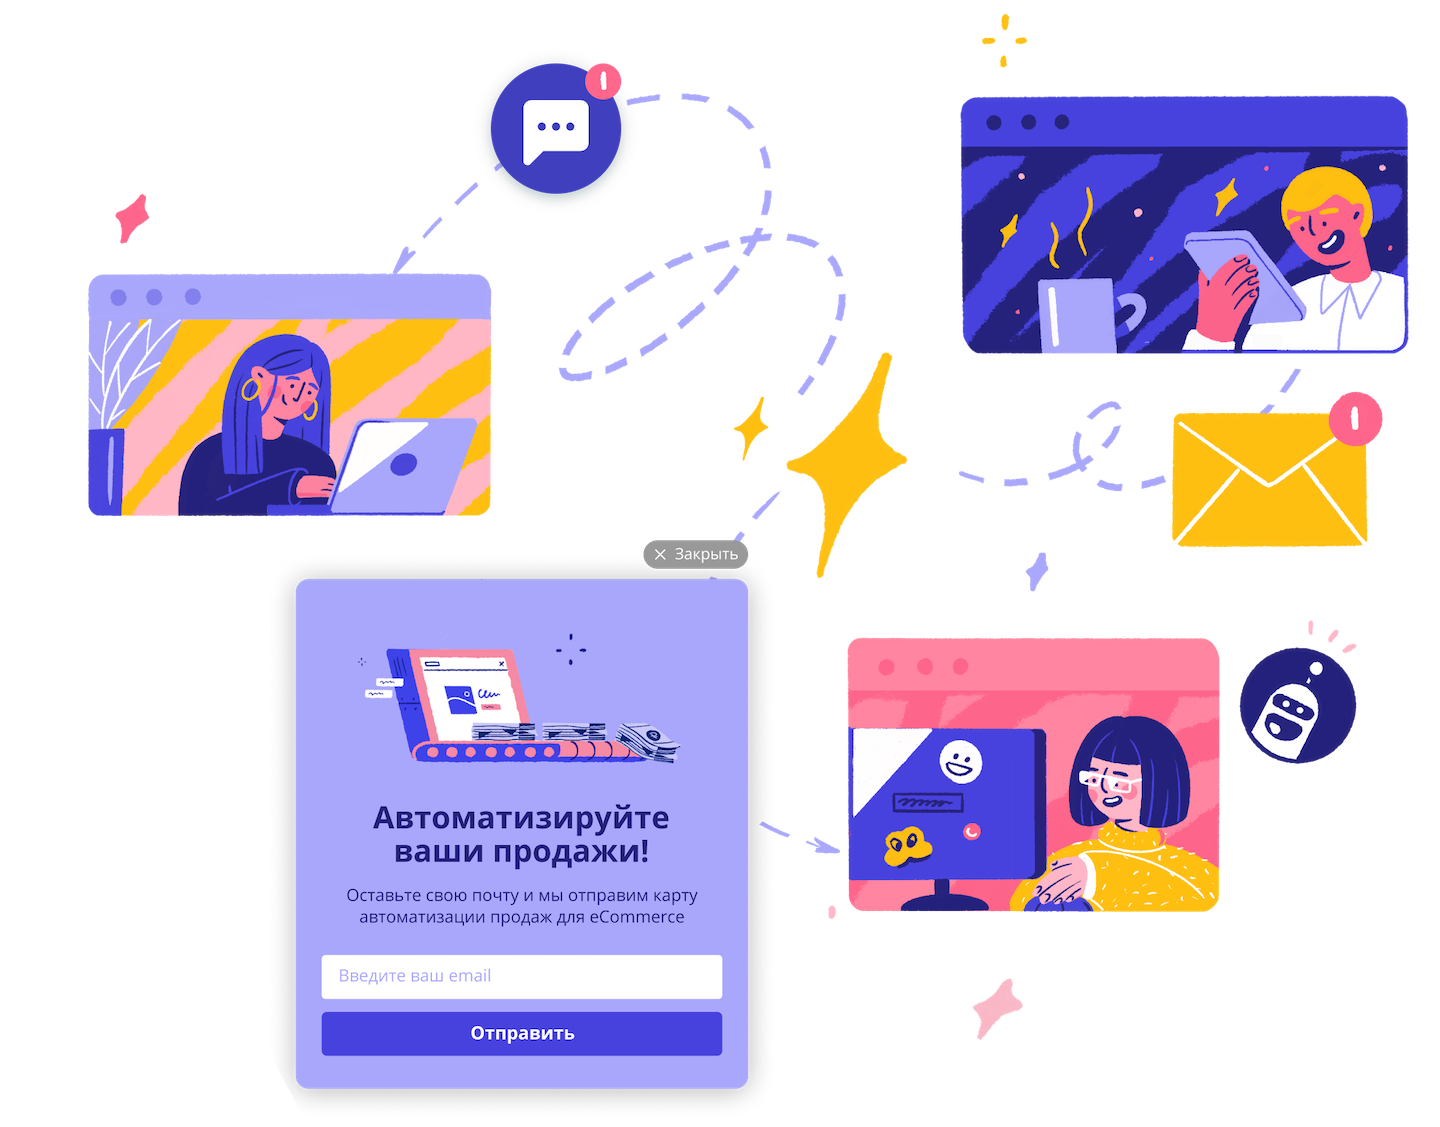 Закрыть
Автоматизируйте
ваши продажи!
Оставьте свою почту и мы отправим карту
автоматизации продаж для eCommerce
Введите ваш email
Отправить